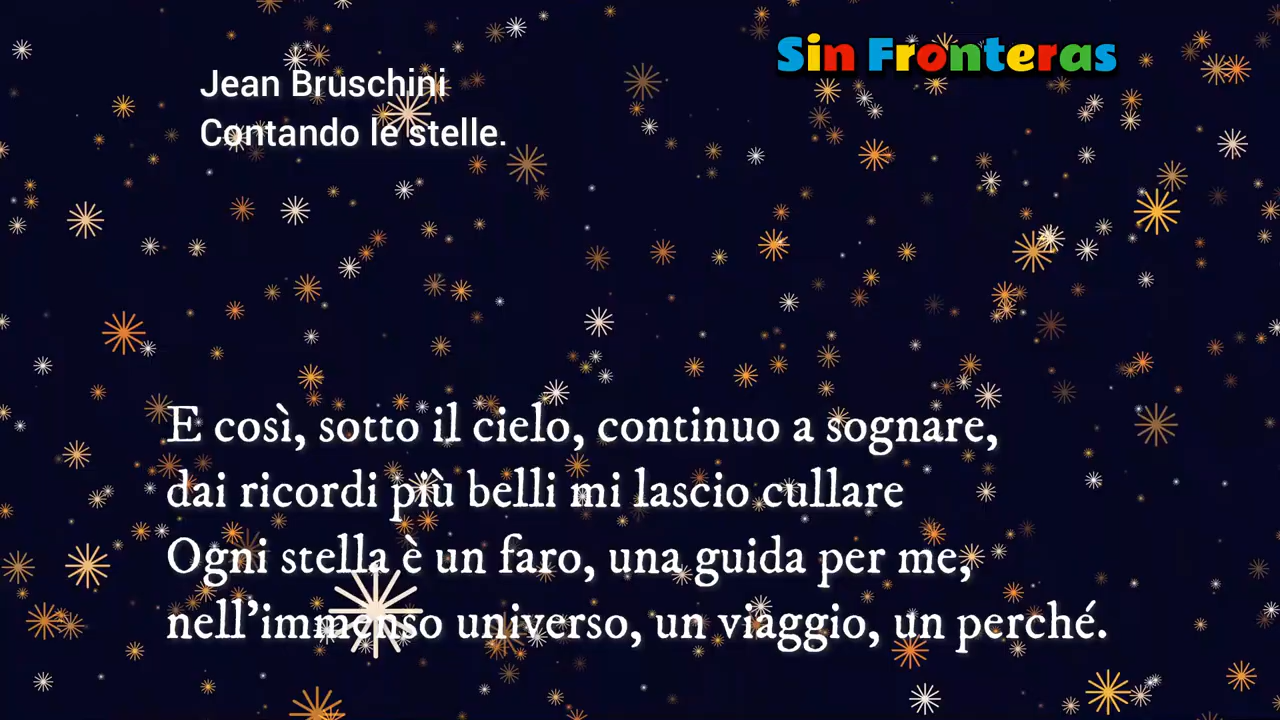 Sin Fronteras
Jean Bruschini
Contando le stelle.
E così, sotto il cielo, continuo a sognare,
dai ricordi più belli mi lascio cullare
Ogni stella è un faro, una guida per me,
nell'immenso universo, un viaggio, un perché.